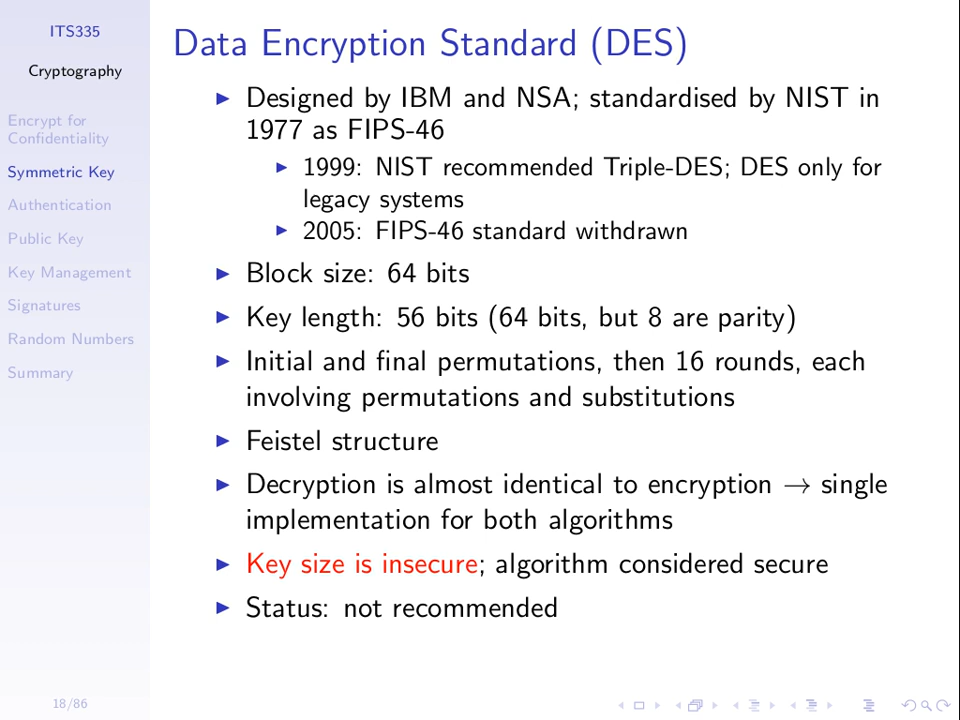 ITS335
Cryptography
Encrypt for
Confidentiality
Symmetric Key
Authentication
Public Key
Key Management
Signatures
Random Numbers
Summary
18/86
Data Encryption Standard (DES)
Designed by IBM and NSA; standardised by NIST in
1977 as FIPS-46
1999: NIST recommended Triple-DES; DES only for
legacy systems
2005: FIPS-46 standard withdrawn
Block size: 64 bits
Key length: 56 bits (64 bits, but 8 are parity)
Initial and final permutations, then 16 rounds, each
involving permutations and substitutions
Feistel structure
Decryption is almost identical to encryption → single
implementation for both algorithms
Key size is insecure; algorithm considered secure
Status: not recommended